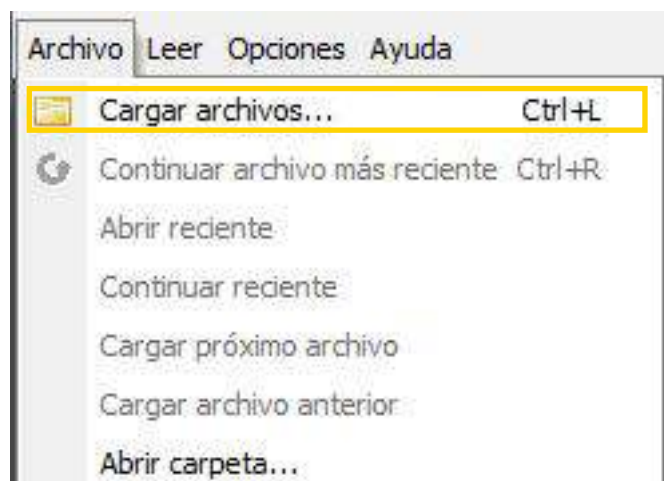 Archivo Leer Opciones Ayuda
Cargar archivos... Ctrl+L
Continuar archivo más reciente Ctrl+R
Abrir reciente
Continuar reciente
Cargar próximo archivo
Cargar archivo anterior
Abrir carpeta...